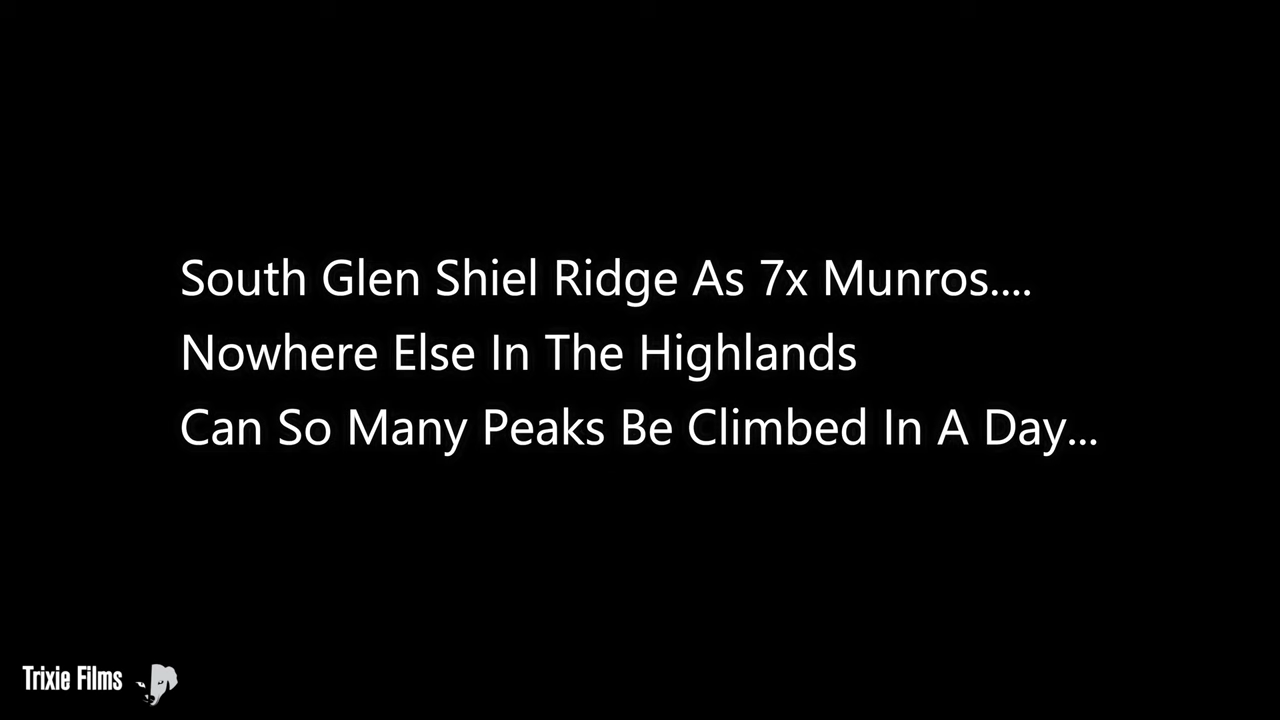 South Glen Shiel Ridge As 7x Munros....
Nowhere Else In The Highlands
Can So Many Peaks Be Climbed In A Day...
Trixie Films